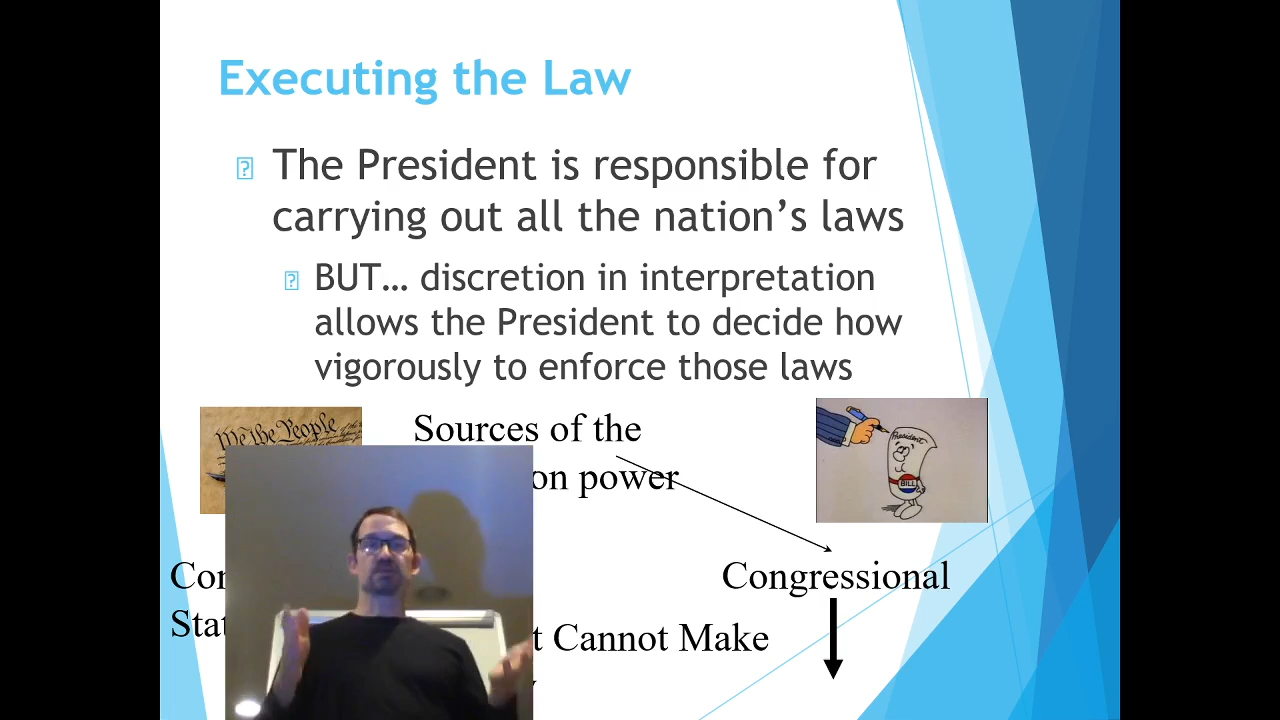 Executing the Law
The President is responsible for
carrying out all the nation’s laws
BUT… discretion in interpretation
allows the President to decide how
vigorously to enforce those laws
We the People
Sources of the
on power
President
BILL
Congressional
Cannot Make